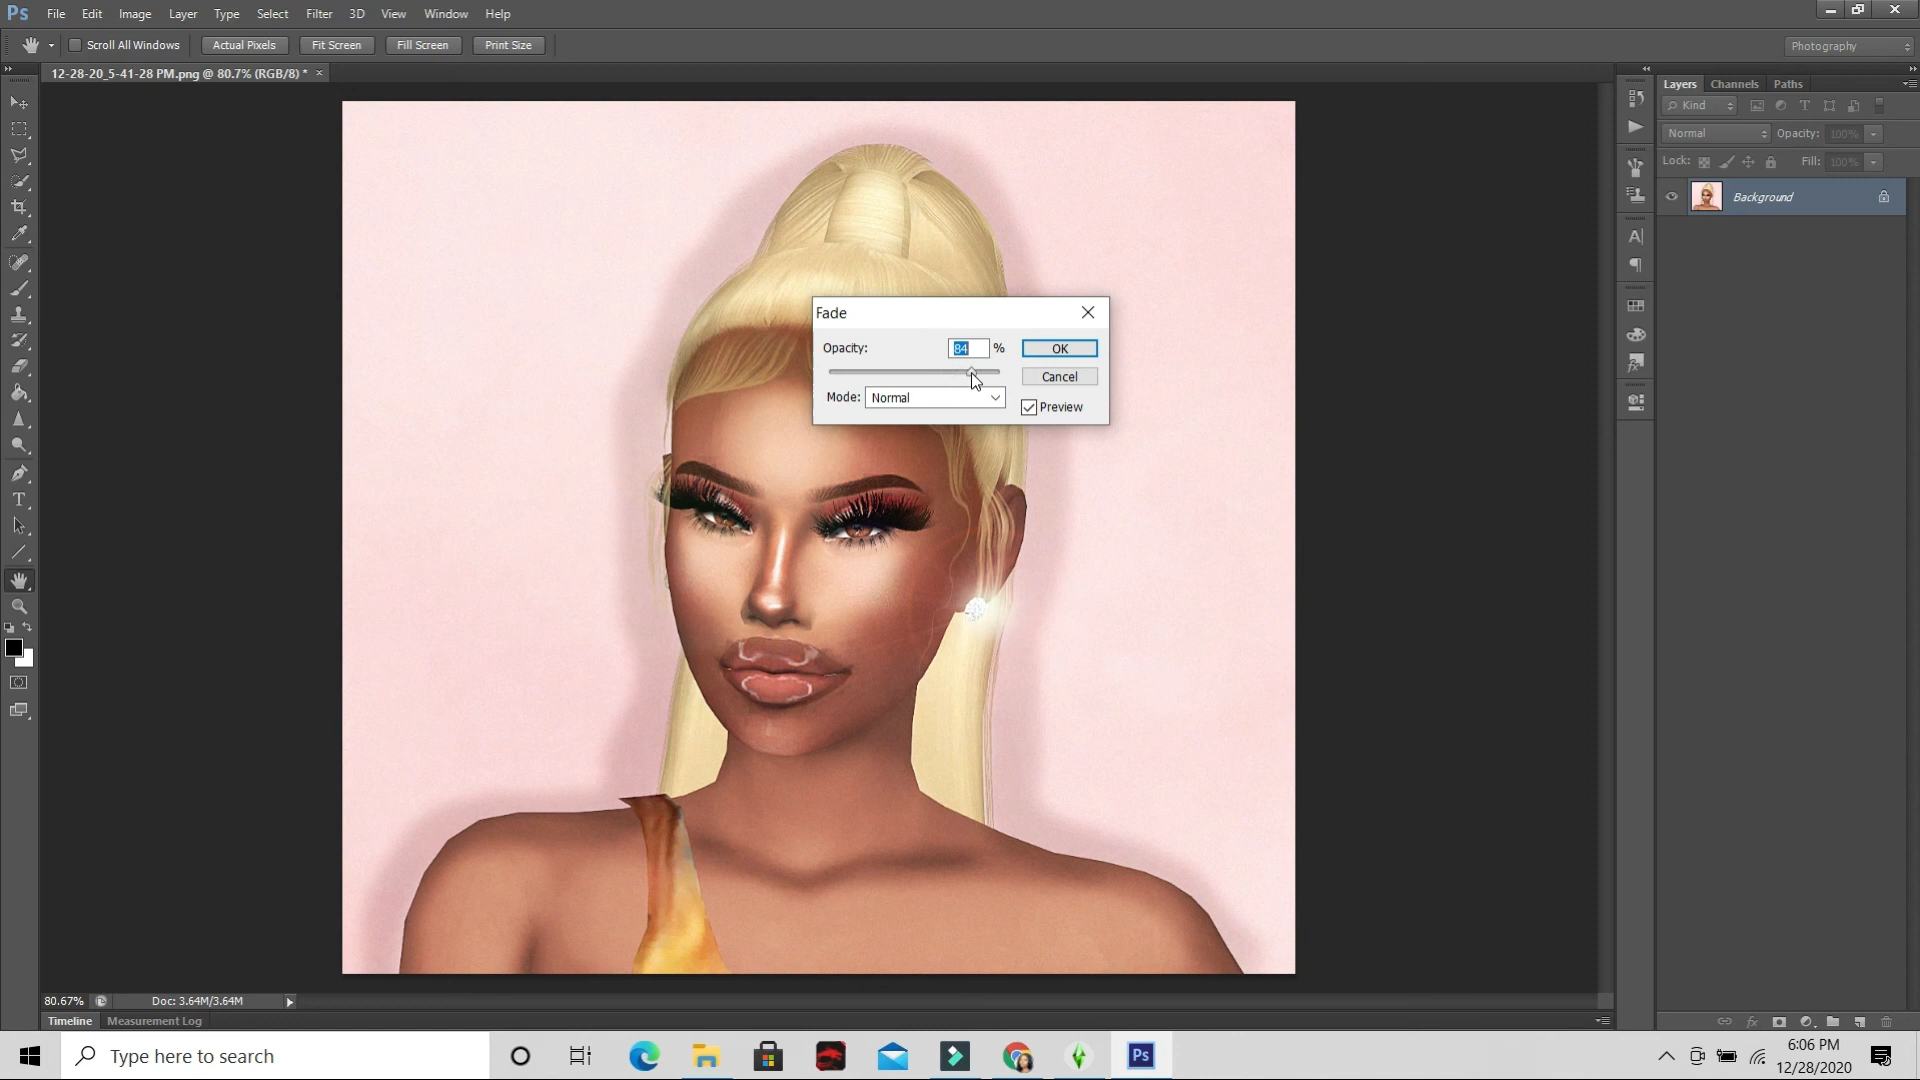 Ps File Edit Image Layer Type Select Filter 3D View Window Help
Scroll All Windows Actual Pixels Fit Screen Fill Screen Print Size Photography
12-28-20_5-41-28 PM.png @ 80.7% (RGB/8) * ×
Layers Channels Paths
Kind
Normal Opacity: 100%
Lock: Fill: 100%
Background
Fade
Opacity: 84 % OK
Cancel
Mode: Normal Preview
80.67% Doc: 3.64M/3.64M
Timeline Measurement Log
Type here to search Ps 6:06 PM
12/28/2020